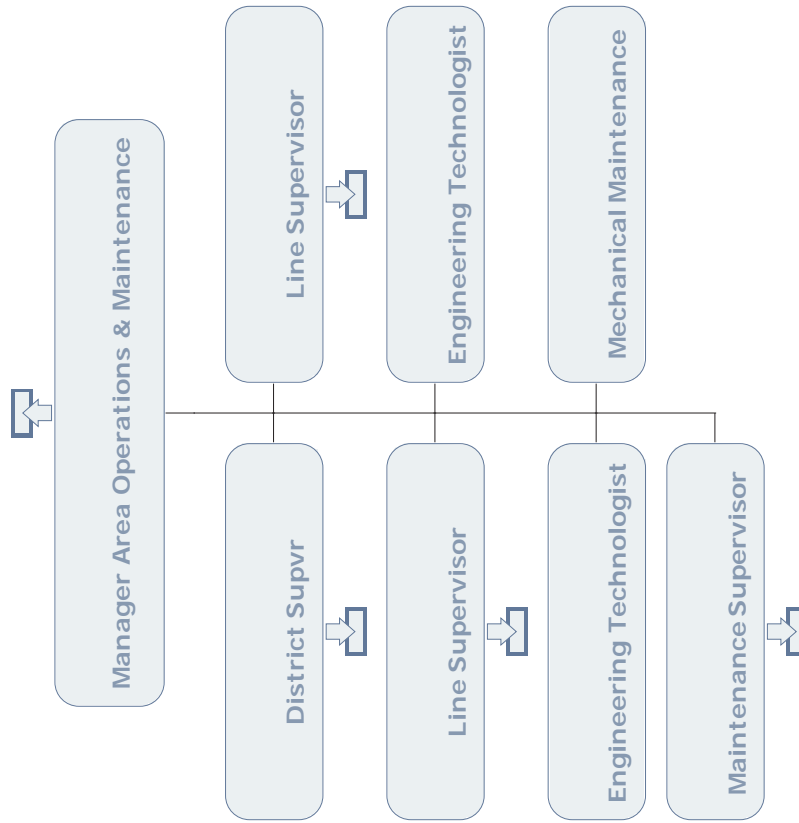 Manager Area Operations & Maintenance
District Supvr
Line Supervisor
Line Supervisor
Engineering Technologist
Engineering Technologist
Mechanical Maintenance
Maintenance Supervisor